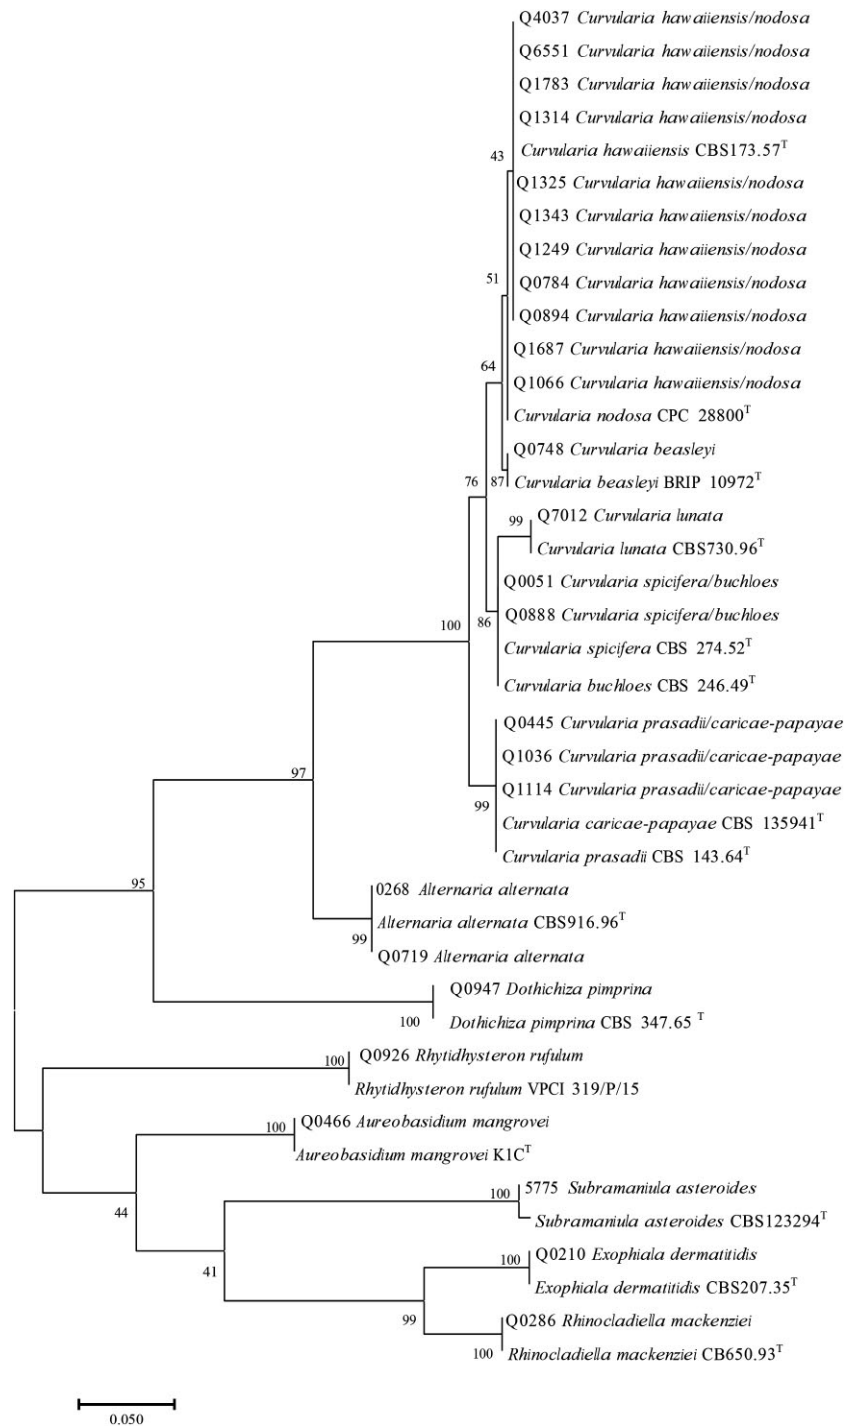 Q4037 Curvularia hawaiiensis/nodosa
Q6551 Curvularia hawaiiensis/nodosa
Q1783 Curvularia hawaiiensis/nodosa
Q1314 Curvularia hawaiiensis/nodosa
Curvularia hawaiiensis CBS173.57ᵀ
43
Q1325 Curvularia hawaiiensis/nodosa
Q1343 Curvularia hawaiiensis/nodosa
Q1249 Curvularia hawaiiensis/nodosa
51
Q0784 Curvularia hawaiiensis/nodosa
Q0894 Curvularia hawaiiensis/nodosa
Q1687 Curvularia hawaiiensis/nodosa
64
Q1066 Curvularia hawaiiensis/nodosa
Curvularia nodosa CPC 28800ᵀ
Q0748 Curvularia beasleyi
76 87 Curvularia beasleyi BRIP 10972ᵀ
99 Q7012 Curvularia lunata
Curvularia lunata CBS730.96ᵀ
Q0051 Curvularia spicifera/buchloes
Q0888 Curvularia spicifera/buchloes
100 86
Curvularia spicifera CBS 274.52ᵀ
Curvularia buchloes CBS 246.49ᵀ
Q0445 Curvularia prasadii/caricae-papayae
Q1036 Curvularia prasadii/caricae-papayae
97
Q1114 Curvularia prasadii/caricae-papayae
99
Curvularia caricae-papayae CBS 135941ᵀ
Curvularia prasadii CBS 143.64ᵀ
95
0268 Alternaria alternata
Alternaria alternata CBS916.96ᵀ
99
Q0719 Alternaria alternata
Q0947 Dothichiza pimprina
100 Dothichiza pimprina CBS 347.65 ᵀ
100 Q0926 Rhytidhysteron rufulum
Rhytidhysteron rufulum VPCI 319/P/15
100 Q0466 Aureobasidium mangrovei
Aureobasidium mangrovei K1Cᵀ
100 5775 Subramaniula asteroides
44
Subramaniula asteroides CBS123294ᵀ
100 Q0210 Exophiala dermatitidis
41
Exophiala dermatitidis CBS207.35ᵀ
99 Q0286 Rhinocladiella mackenziei
100 Rhinocladiella mackenziei CB650.93ᵀ
0.050